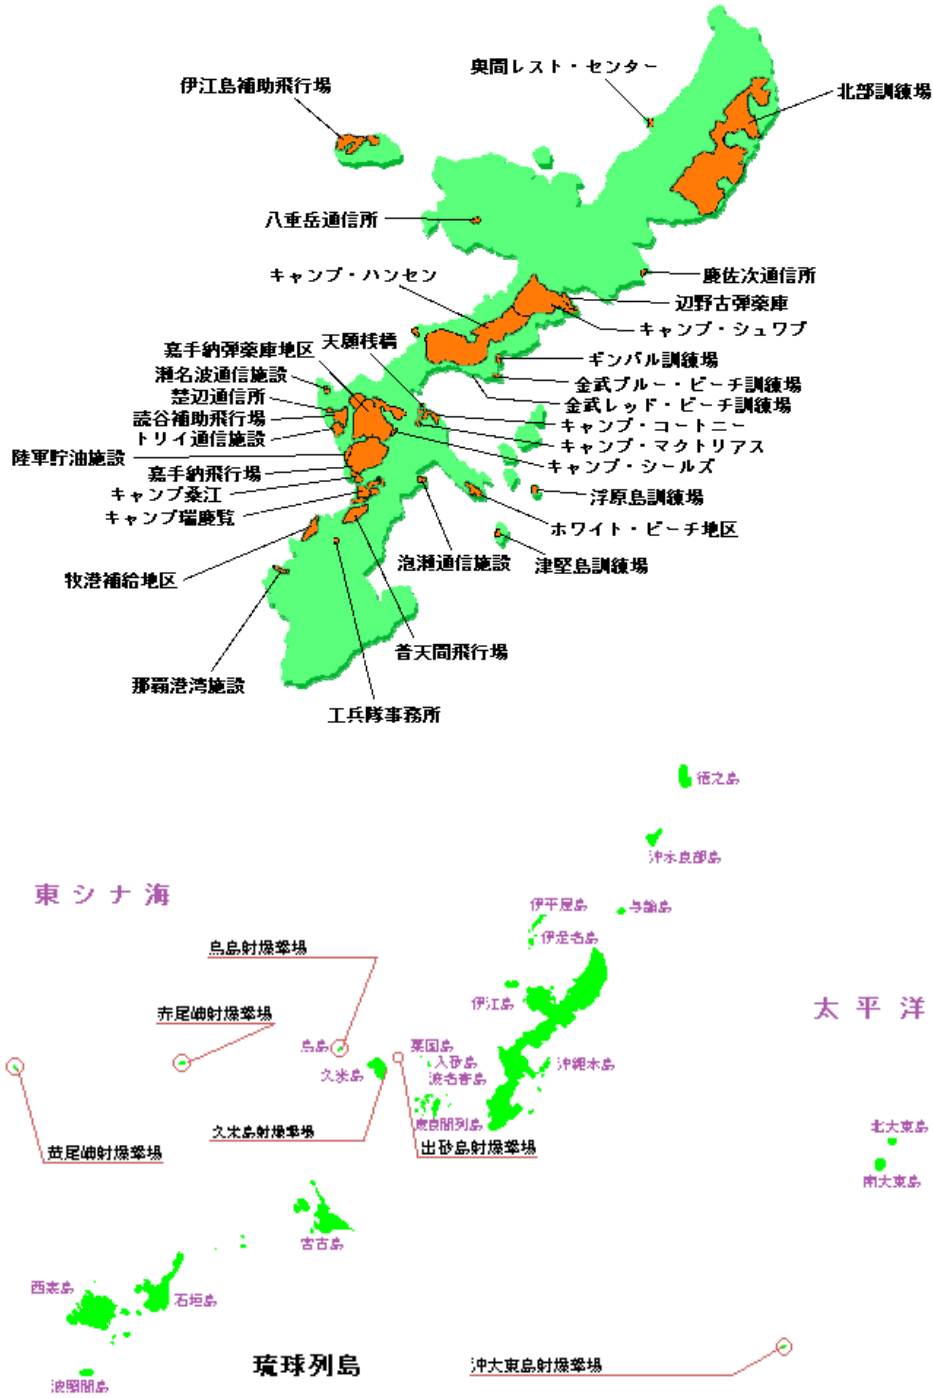 奥間レスト・センター
伊江島補助飛行場
北部訓練場
八重岳通信所
キャンプ・ハンセン
慶佐次通信所
辺野古弾薬庫
キャンプ・シュワブ
天願桟橋
嘉手納弾薬庫地区
ギンバル訓練場
瀬名波通信施設
金武ブルー・ビーチ訓練場
楚辺通信所
金武レッド・ビーチ訓練場
読谷補助飛行場
キャンプ・コートニー
トリイ通信施設
キャンプ・マクトリアス
陸軍貯油施設
キャンプ・シールズ
嘉手納飛行場
キャンプ桑江
浮原島訓練場
キャンプ瑞慶覧
ホワイト・ビーチ地区
泡瀬通信施設
津堅島訓練場
牧港補給地区
普天間飛行場
那覇港湾施設
工兵隊事務所
徳之島
沖永良部島
東シナ海
伊平屋島
与論島
伊是名島
鳥島射爆撃場
伊江島
太平洋
赤尾嶼射爆撃場
鳥島
粟国島
入砂島
沖縄本島
久米島
渡名喜島
慶良間列島
北大東島
久米島射爆撃場
出砂島射爆撃場
黄尾嶼射爆撃場
南大東島
宮古島
西表島
石垣島
琉球列島
沖大東島射爆撃場
波照間島